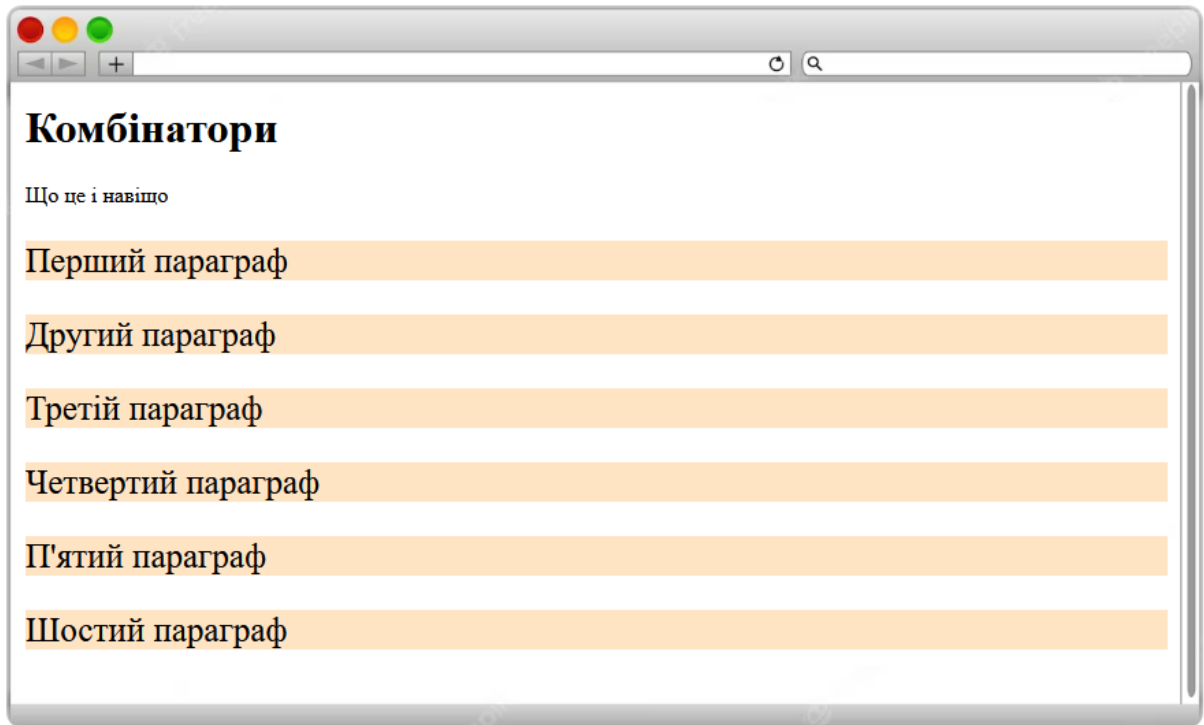 Комбінатори
Що це і навіщо
Перший параграф
Другий параграф
Третій параграф
Четвертий параграф
П'ятий параграф
Шостий параграф